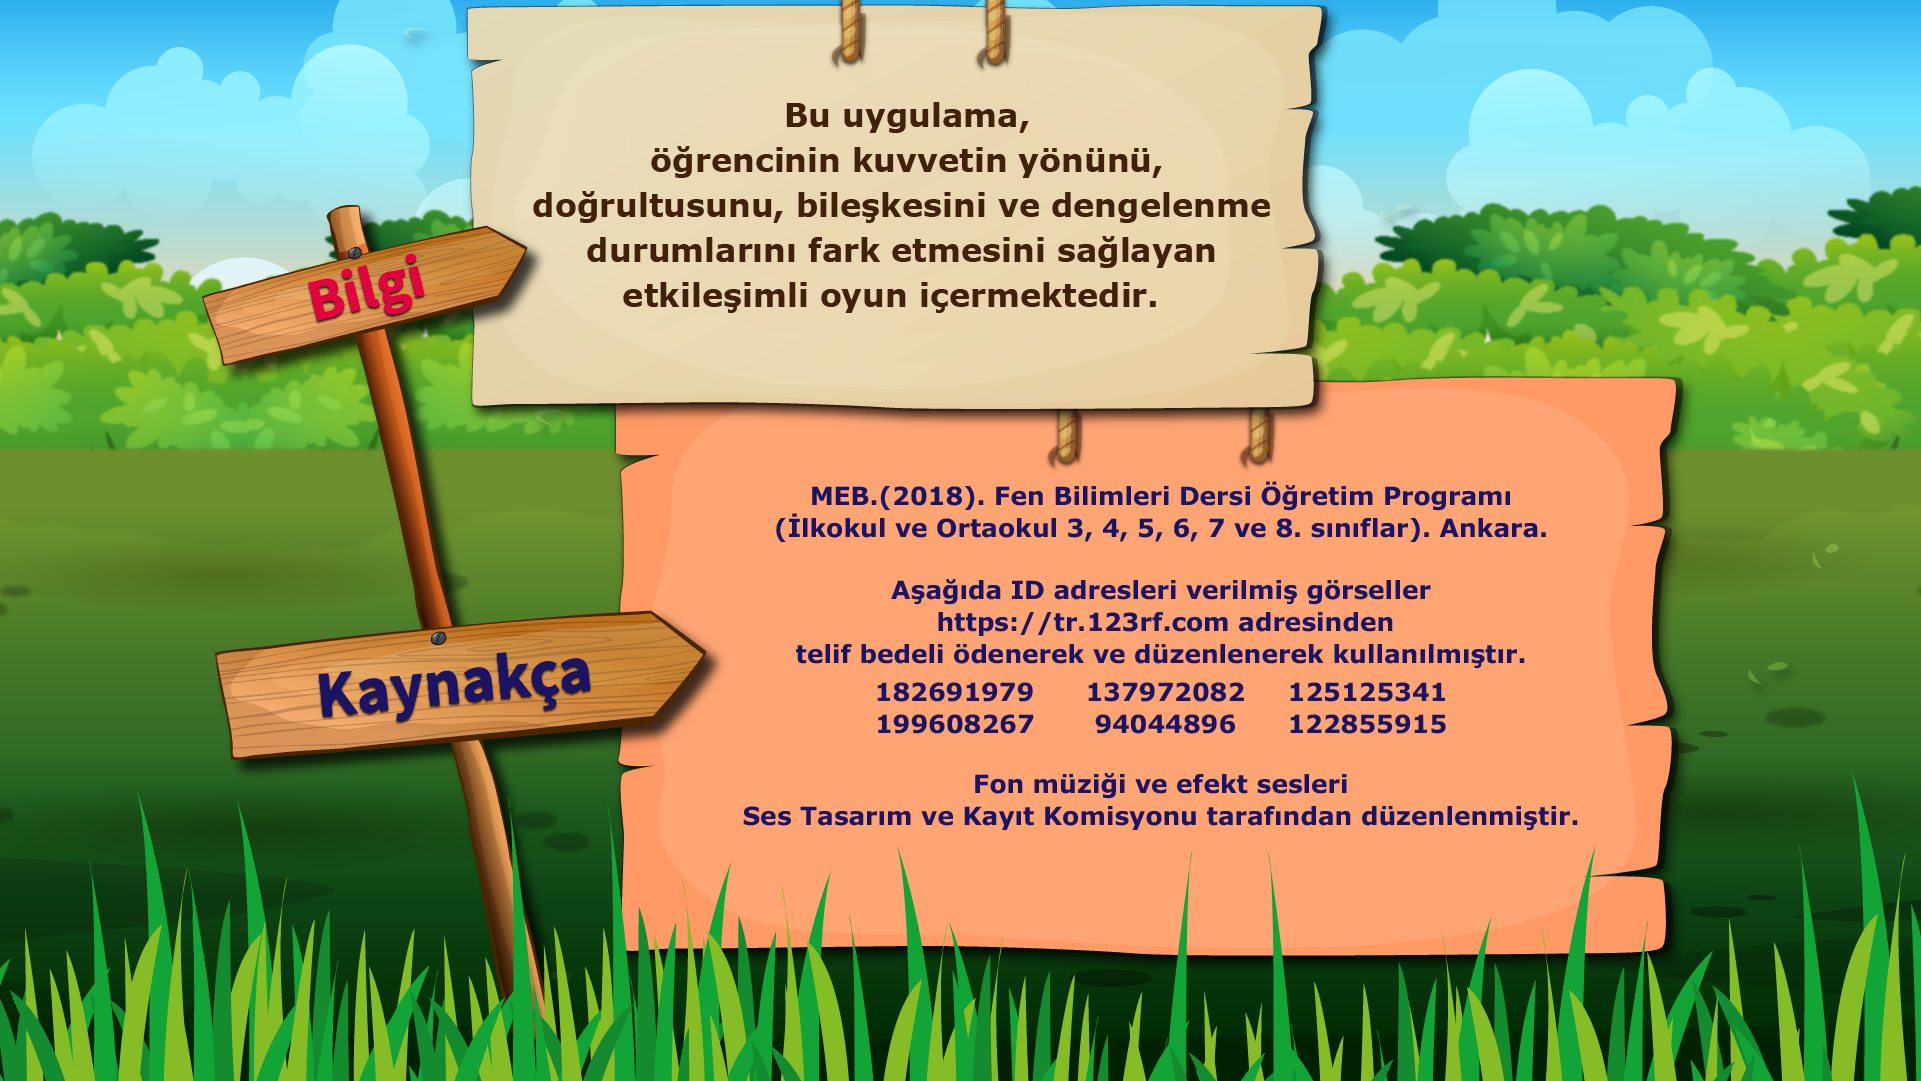 Bilgi
Bu uygulama,
öğrencinin kuvvetin yönünü,
doğrultusunu, bileşkesini ve dengelenme
durumlarını fark etmesini sağlayan
etkileşimli oyun içermektedir.
Kaynakça
MEB.(2018). Fen Bilimleri Dersi Öğretim Programı
(İlkokul ve Ortaokul 3, 4, 5, 6, 7 ve 8. sınıflar). Ankara.
Aşağıda ID adresleri verilmiş görseller
https://tr.123rf.com adresinden
telif bedeli ödenerek ve düzenlenerek kullanılmıştır.
182691979 137972082 125125341
199608267 94044896 122855915
Fon müziği ve efekt sesleri
Ses Tasarım ve Kayıt Komisyonu tarafından düzenlenmiştir.